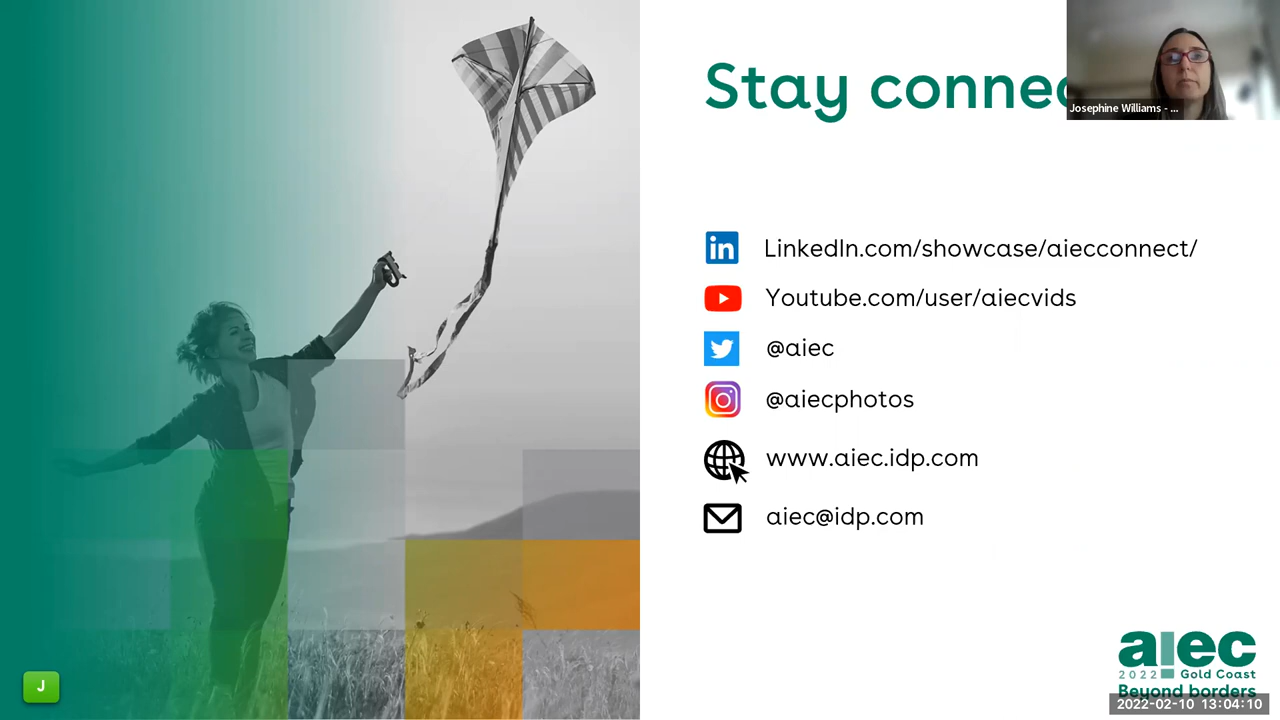 Stay connec
Josephine Williams - ...
LinkedIn.com/showcase/aiecconnect/
Youtube.com/user/aiecvids
@aiec
@aiecphotos
www.aiec.idp.com
aiec@idp.com
J
aiec
2022 Gold Coast
Beyond borders
2022-02-10 13:04:10